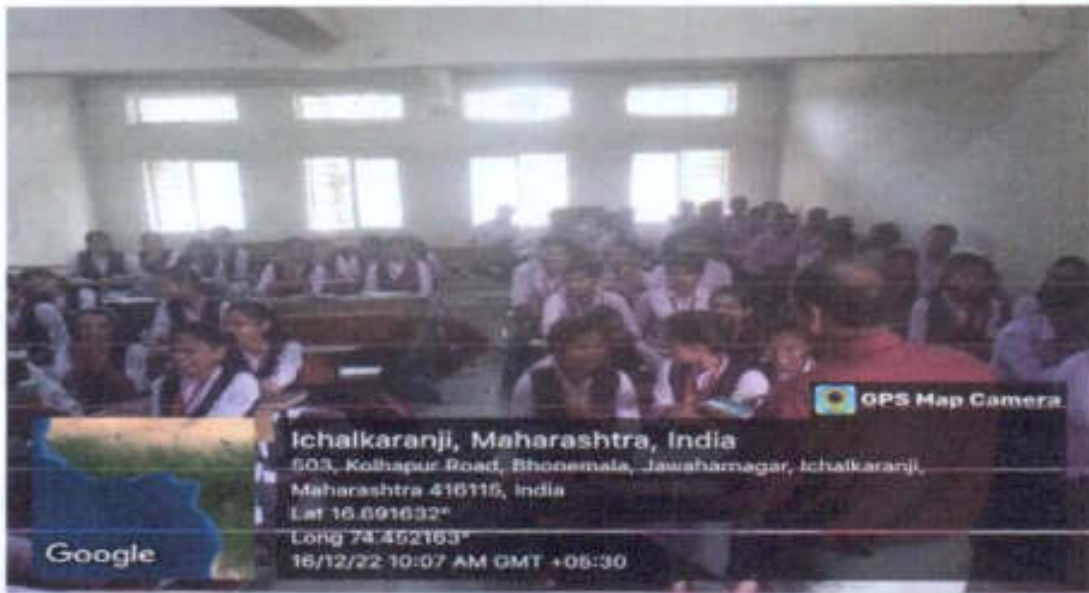 GPS Map Camera
Ichalkaranji, Maharashtra, India
503, Kolhapur Road, Bhonemala, Jawaharnagar, Ichalkaranji,
Maharashtra 416115, India
Lat 16.691632°
Long 74.452163°
16/12/22 10:07 AM GMT +05:30
Google